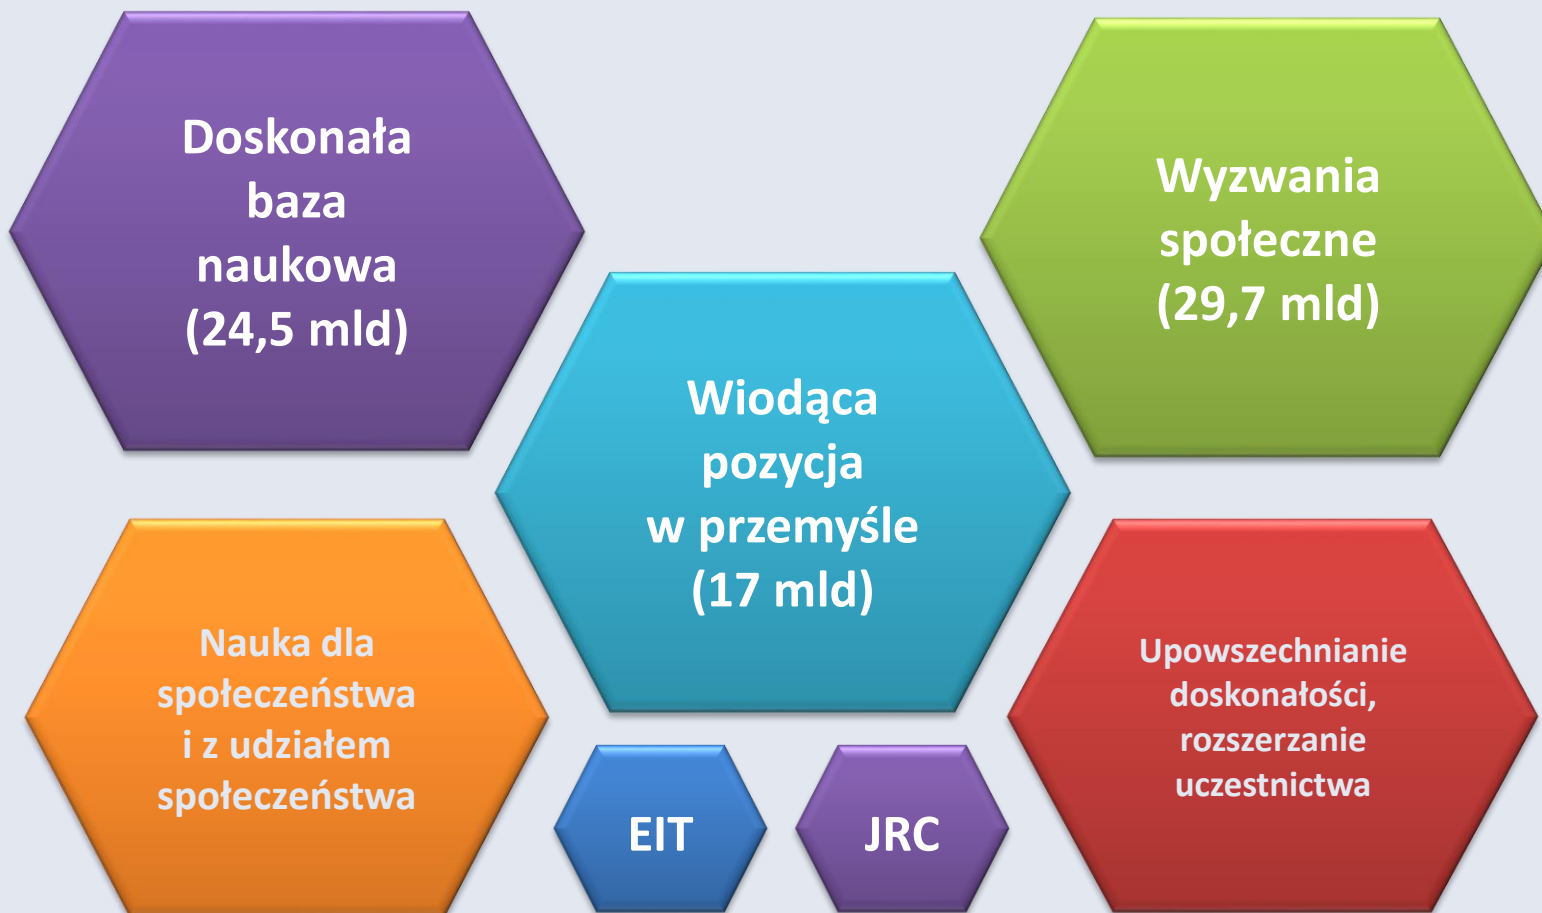 Doskonała
baza
naukowa
(24,5 mld)
Wyzwania
społeczne
(29,7 mld)
Wiodąca
pozycja
w przemyśle
(17 mld)
Nauka dla
społeczeństwa
i z udziałem
społeczeństwa
Upowszechnianie
doskonałości,
rozszerzanie
uczestnictwa
EIT
JRC